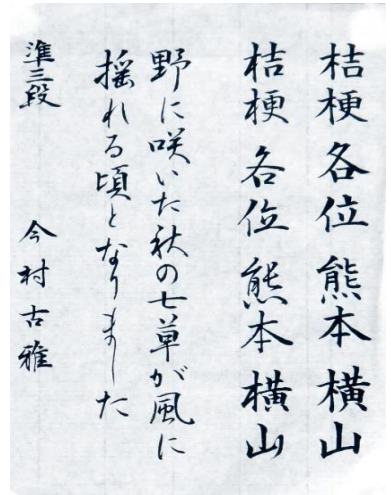 桔梗各位熊本横山
桔梗各位熊本横山
野に咲いた秋の七草が風に
揺れる頃となりました
準三段 今村古雅